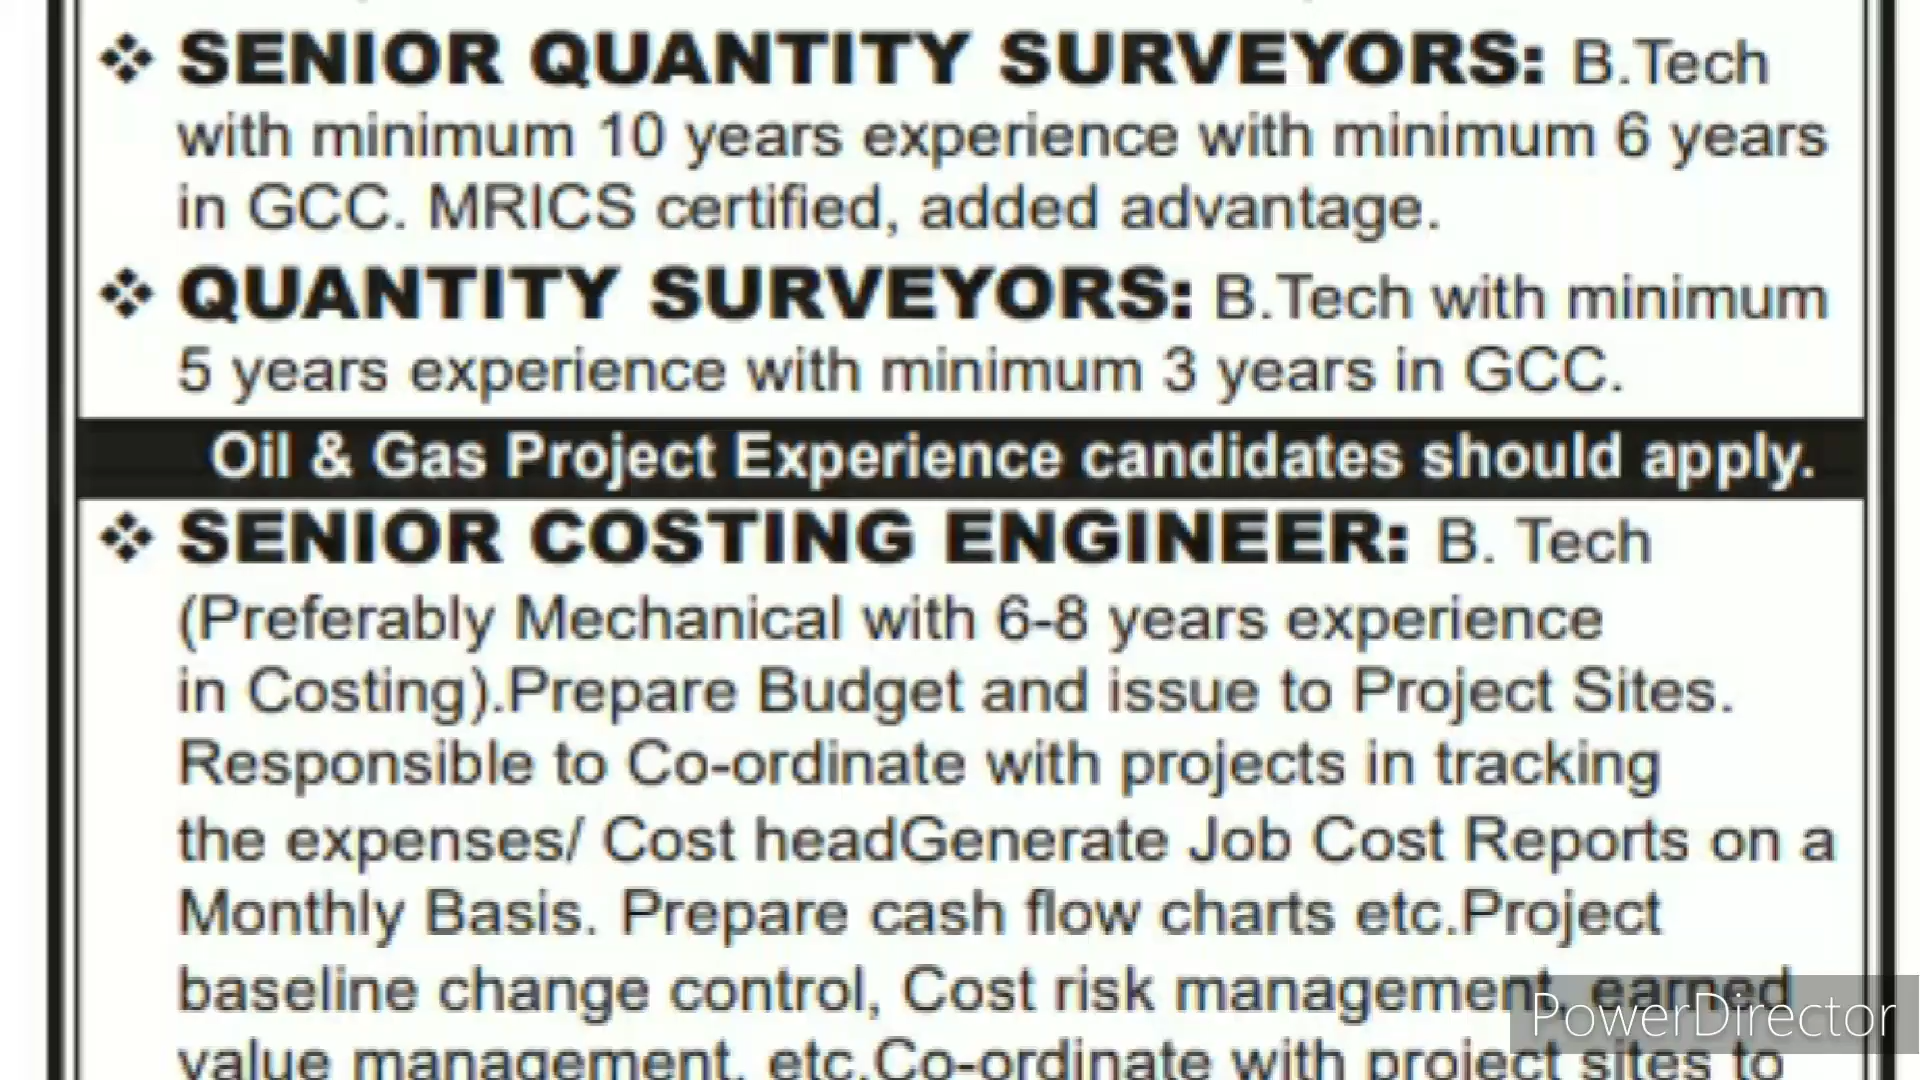 ❖ SENIOR QUANTITY SURVEYORS: B.Tech
with minimum 10 years experience with minimum 6 years
in GCC. MRICS certified, added advantage.
❖ QUANTITY SURVEYORS: B.Tech with minimum
5 years experience with minimum 3 years in GCC.
Oil & Gas Project Experience candidates should apply.
❖ SENIOR COSTING ENGINEER: B. Tech
(Preferably Mechanical with 6-8 years experience
in Costing).Prepare Budget and issue to Project Sites.
Responsible to Co-ordinate with projects in tracking
the expenses/ Cost headGenerate Job Cost Reports on a
Monthly Basis. Prepare cash flow charts etc.Project
baseline change control, Cost risk management, earned
value management, etc.Co-ordinate with project sites to
PowerDirector